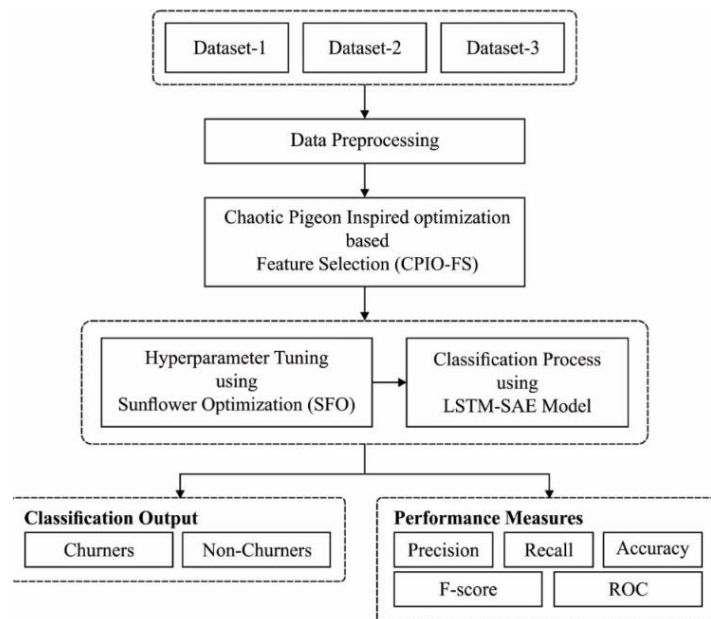 Dataset-1
Dataset-2
Dataset-3
Data Preprocessing
Chaotic Pigeon Inspired optimization
based
Feature Selection (CPIO-FS)
Hyperparameter Tuning
using
Sunflower Optimization (SFO)
Classification Process
using
LSTM-SAE Model
Classification Output
Churners
Non-Churners
Performance Measures
Precision
Recall
Accuracy
F-score
ROC